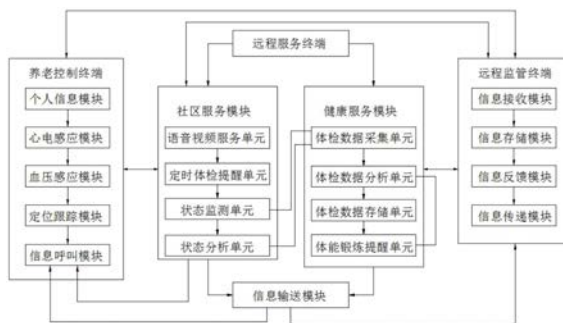 远程服务终端
养老控制终端
个人信息模块
心电感应模块
血压感应模块
定位跟踪模块
信息呼叫模块
社区服务模块
语音视频服务单元
定时体检提醒单元
状态监测单元
状态分析单元
健康服务模块
体检数据采集单元
体检数据分析单元
体检数据存储单元
体能锻炼提醒单元
远程监管终端
信息接收模块
信息存储模块
信息反馈模块
信息传递模块
信息输送模块